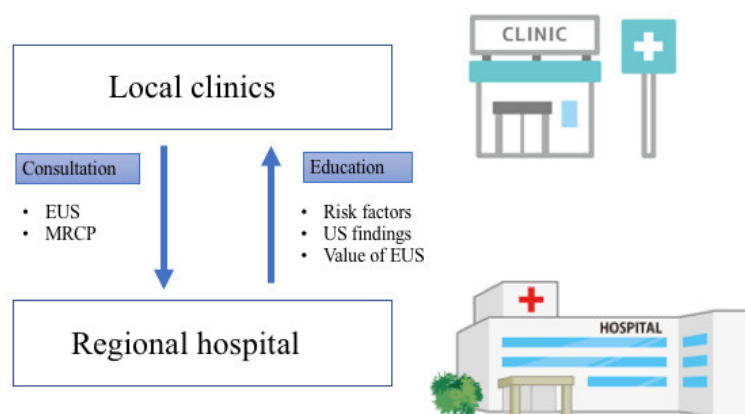 Local clinics
CLINIC
Consultation
• EUS
• MRCP
Education
• Risk factors
• US findings
• Value of EUS
Regional hospital
HOSPITAL